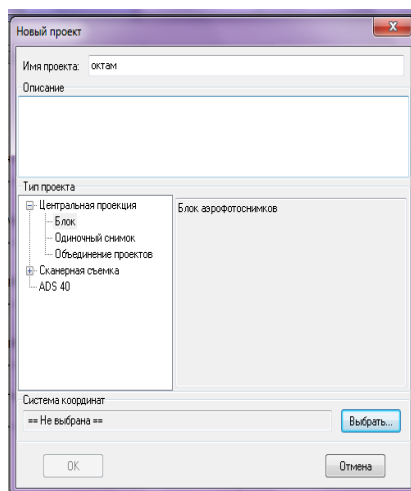 Новый проект
Имя проекта: октам
Описание
Тип проекта
Центральная проекция
Блок
Одиночный снимок
Объединение проектов
Сканерная съемка
ADS 40
Блок аэрофотоснимков
Система координат
== Не выбрана ==
Выбрать...
OK
Отмена